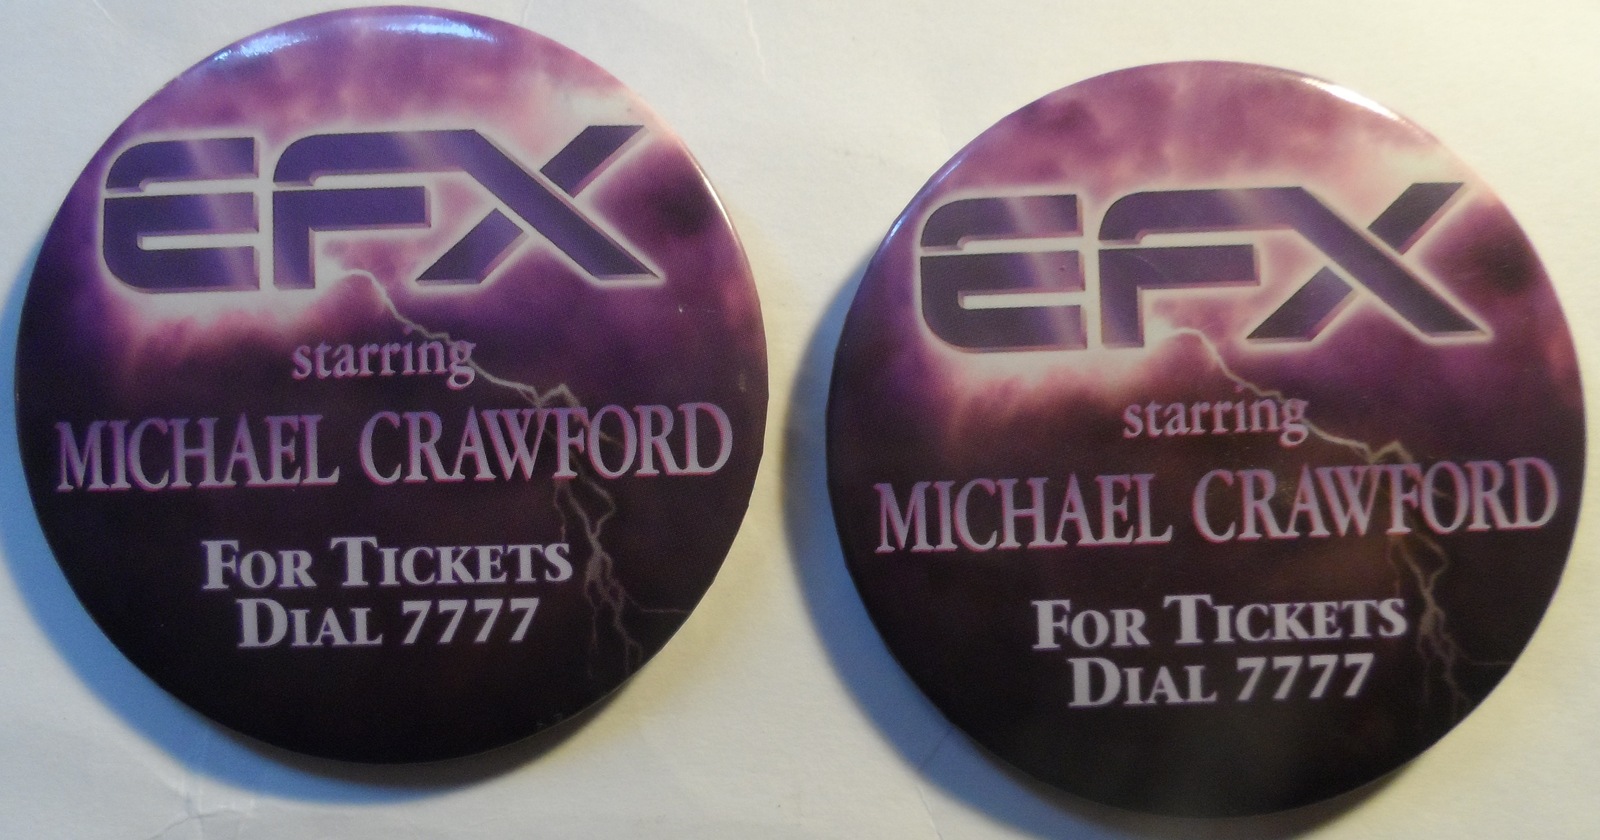 EFX
starring
MICHAEL CRAWFORD
FOR TICKETS
DIAL 7777
EFX
starring
MICHAEL CRAWFORD
FOR TICKETS
DIAL 7777